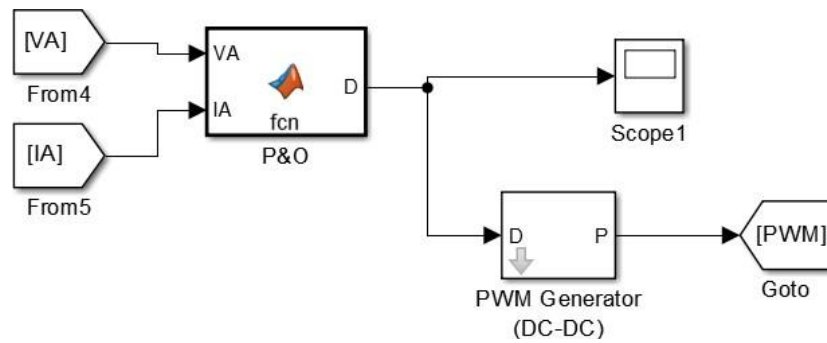 [VA]
From4
[IA]
From5
VA
IA
D
fcn
P&O
Scope1
D
P
PWM Generator
(DC-DC)
[PWM]
Goto